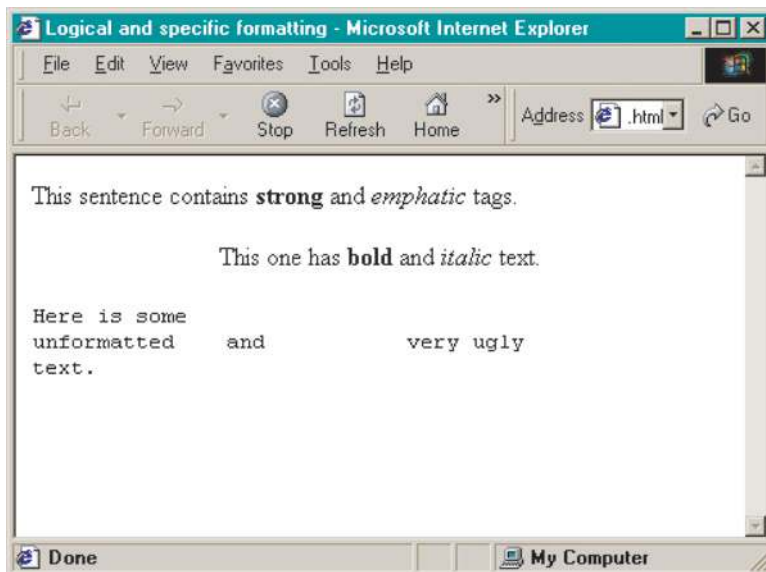 Logical and specific formatting - Microsoft Internet Explorer
File Edit View Favorites Tools Help
Back Forward Stop Refresh Home » Address .html Go
This sentence contains strong and emphatic tags.
This one has bold and italic text.
Here is some
unformatted    and          very ugly
text.
Done My Computer